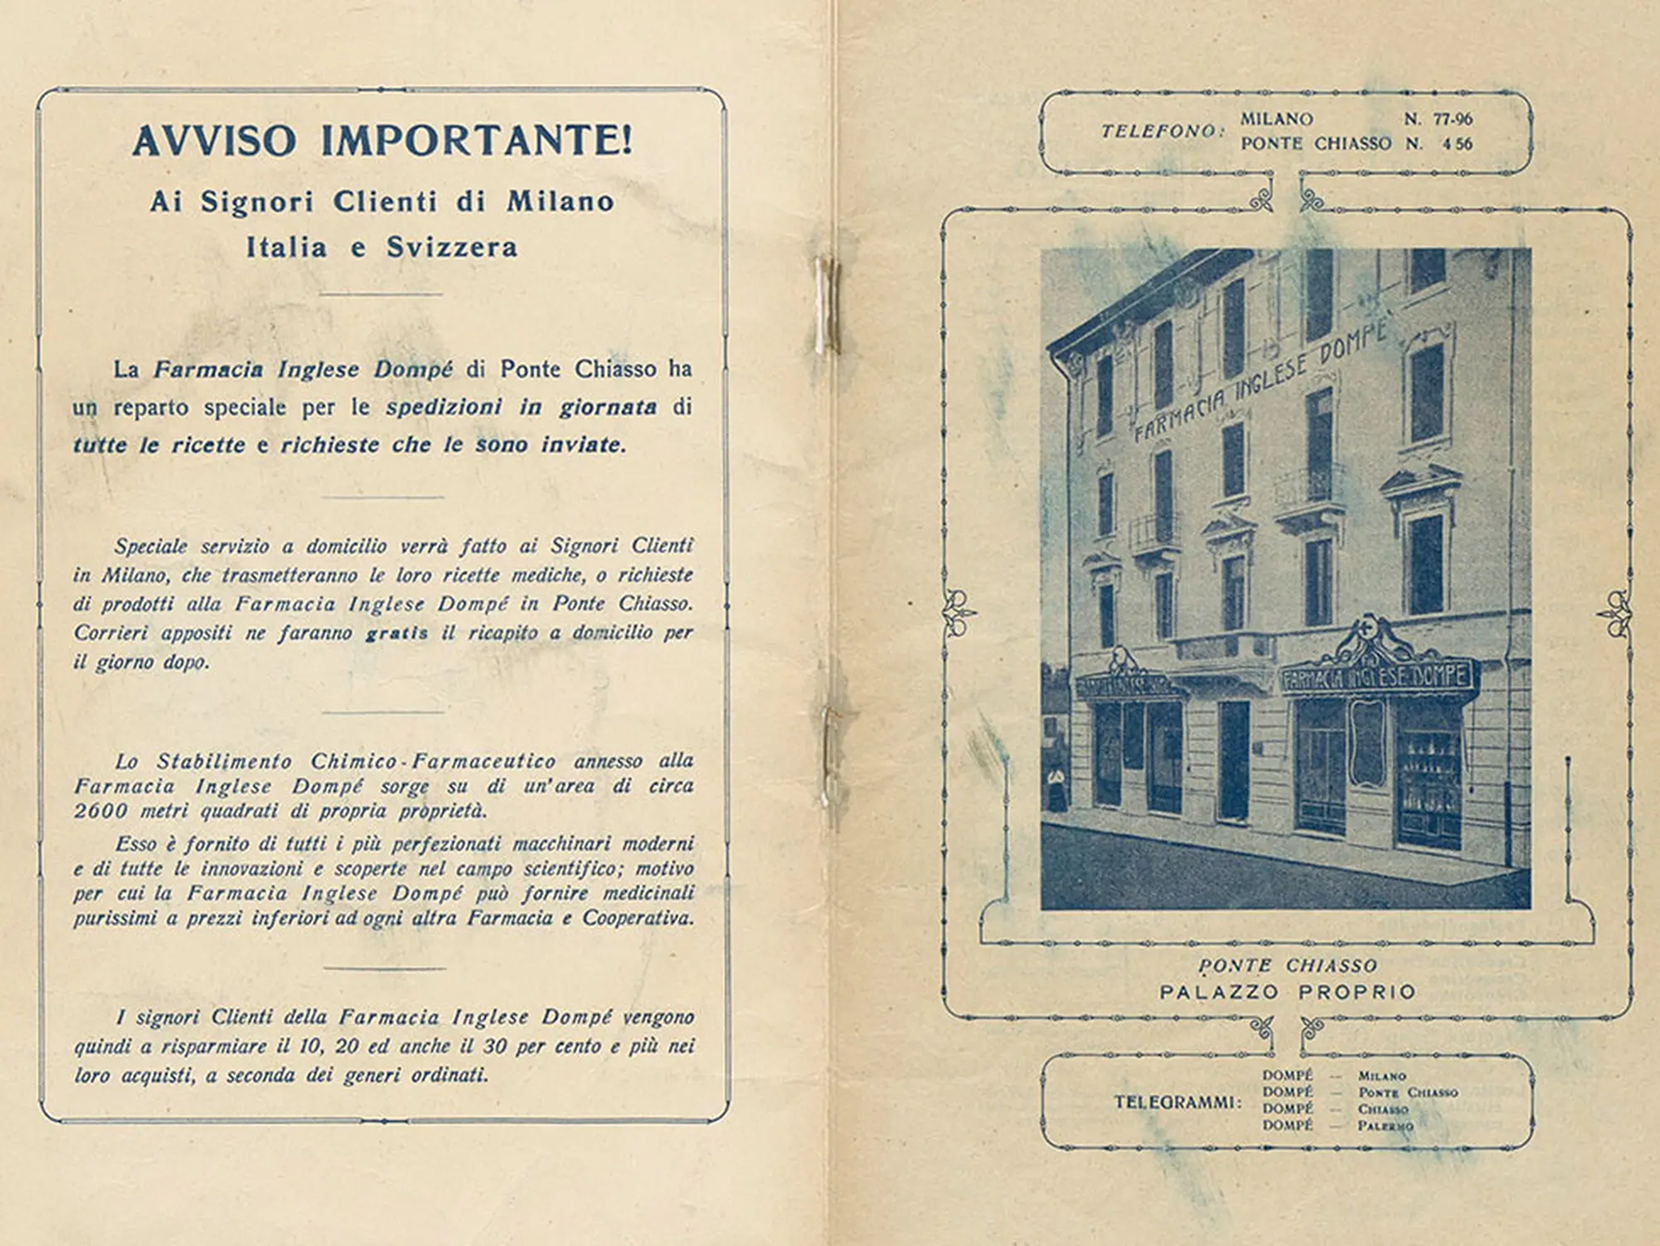 AVVISO IMPORTANTE!
Ai Signori Clienti di Milano
Italia e Svizzera
La Farmacia Inglese Dompé di Ponte Chiasso ha
un reparto speciale per le spedizioni in giornata di
tutte le ricette e richieste che le sono inviate.
Speciale servizio a domicilio verrà fatto ai Signori Clienti
in Milano, che trasmetteranno le loro ricette mediche, o richieste
di prodotti alla Farmacia Inglese Dompé in Ponte Chiasso.
Corrieri appositi ne faranno gratis il ricapito a domicilio per
il giorno dopo.
Lo Stabilimento Chimico-Farmaceutico annesso alla
Farmacia Inglese Dompé sorge su di un'area di circa
2600 metri quadrati di propria proprietà.
Esso è fornito di tutti i più perfezionati macchinari moderni
e di tutte le innovazioni e scoperte nel campo scientifico; motivo
per cui la Farmacia Inglese Dompé può fornire medicinali
purissimi a prezzi inferiori ad ogni altra Farmacia e Cooperativa.
I signori Clienti della Farmacia Inglese Dompé vengono
quindi a risparmiare il 10, 20 ed anche il 30 per cento e più nei
loro acquisti, a seconda dei generi ordinati.
TELEFONO: MILANO N. 77-96
PONTE CHIASSO N. 456
FARMACIA INGLESE DOMPÉ
FARMACIA INGLESE DOMPÉ
PONTE CHIASSO
PALAZZO PROPRIO
TELEGRAMMI: DOMPÉ — MILANO
DOMPÉ — PONTE CHIASSO
DOMPÉ — CHIASSO
DOMPÉ — PALERMO